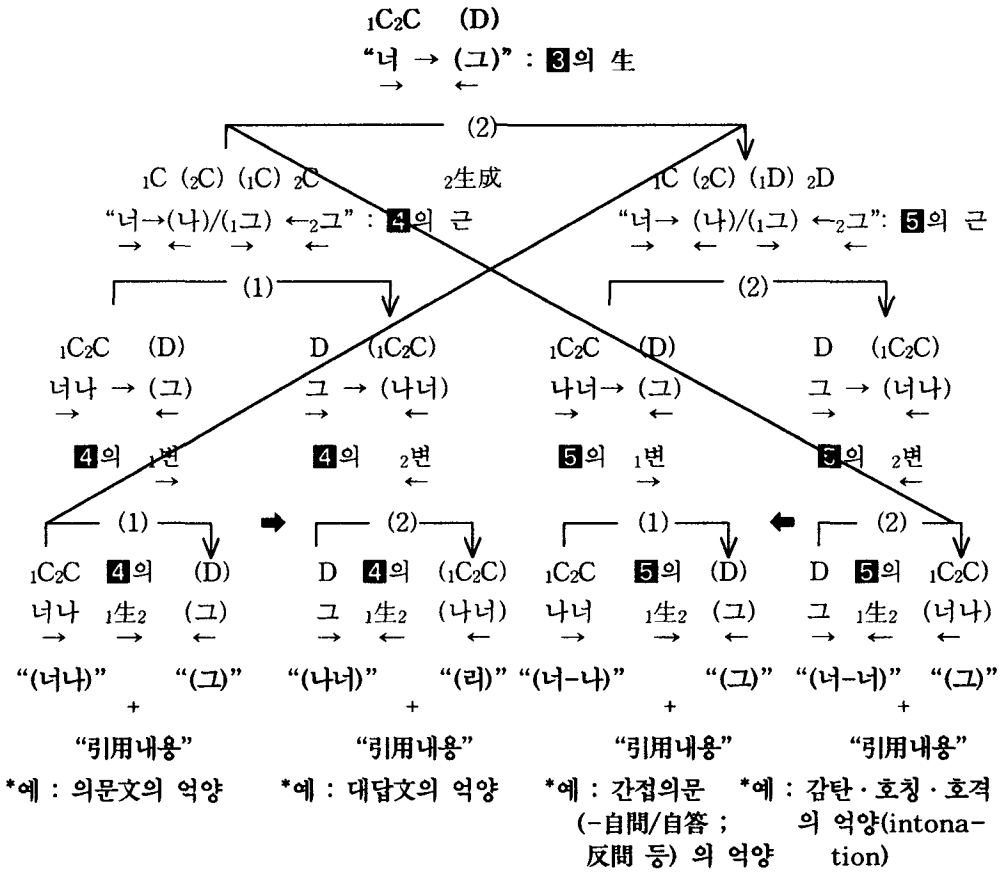 ₁C₂C (D)
“너 → (그)” : 3의 生
→ ←
(2)
₁C (₂C) (₁C) ₂C ₂生成 ₁C (₂C) (₁D) ₂D
“너→(나)/(₁그) ←₂그” : 4의 근 “너→ (나)/(₁그) ←₂그”: 5의 근
→ ← → ← → ← → ←
(1) (2)
₁C₂C (D) D (₁C₂C) ₁C₂C (D) D (₁C₂C)
너나 → (그) 그 → (나너) 나너→ (그) 그 → (너나)
→ ← → ← → ← → ←
4의 ₁변 4의 ₂변 5의 ₁변 5의 ₂변
→ ← → ←
(1) ➡ (2) (1) ⬅ (2)
₁C₂C 4의 (D) D 4의 (₁C₂C) ₁C₂C 5의 (D) D 5의 ₁C₂C)
너나 ₁生₂ (그) 그 ₁生₂ (나너) 나너 ₁生₂ (그) 그 ₁生₂ (너나)
→ → ← → ← ← → → ← → ← ←
“(너나)” “(그)” “(나너)” “(리)” “(너-나)” “(그)” “(너-너)” “(그)”
+ + + +
“引用내용” “引用내용” “引用내용” “引用내용”
*예 : 의문文의 억양 *예 : 대답文의 억양 *예 : 간접의문 *예 : 감탄·호칭·호격
(-自問/自答 ; 의 억양(intona-
反問 등) 의 억양 tion)